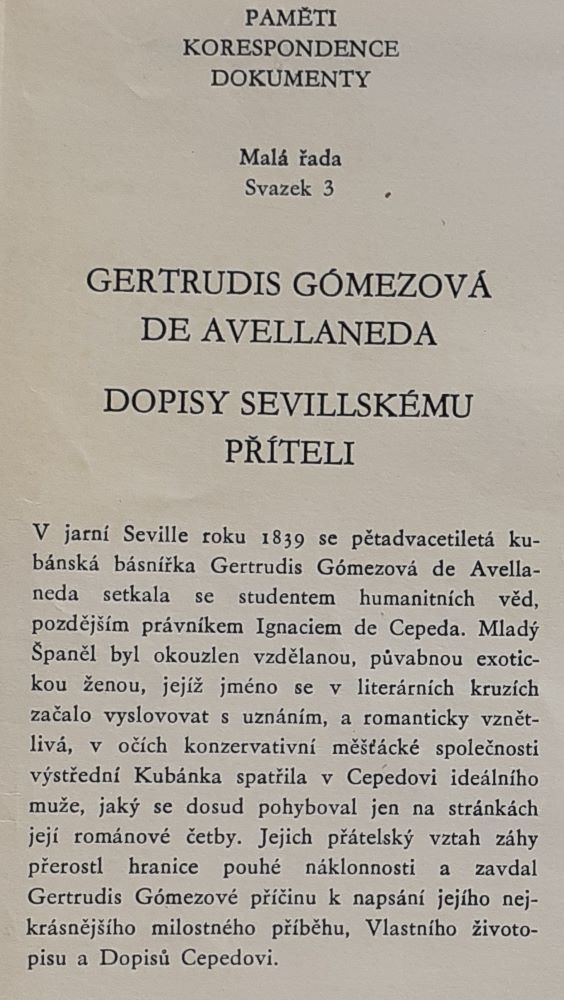 PAMĚTI
KORESPONDENCE
DOKUMENTY
Malá řada
Svazek 3
GERTRUDIS GÓMEZOVÁ
DE AVELLANEDA
DOPISY SEVILLSKÉMU
PŘÍTELI
V jarní Seville roku 1839 se pětadvacetiletá ku-
bánská básnířka Gertrudis Gómezová de Avella-
neda setkala se studentem humanitních věd,
pozdějším právníkem Ignaciem de Cepeda. Mladý
Španěl byl okouzlen vzdělanou, půvabnou exotic-
kou ženou, jejíž jméno se v literárních kruzích
začalo vyslovovat s uznáním, a romanticky vznět-
livá, v očích konzervativní měšťácké společnosti
výstřední Kubánka spatřila v Cepedovi ideálního
muže, jaký se dosud pohyboval jen na stránkách
její románové četby. Jejich přátelský vztah záhy
přerostl hranice pouhé náklonnosti a zavdal
Gertrudis Gómezové příčinu k napsání jejího nej-
krásnějšího milostného příběhu, Vlastního životo-
pisu a Dopisů Cepedovi.